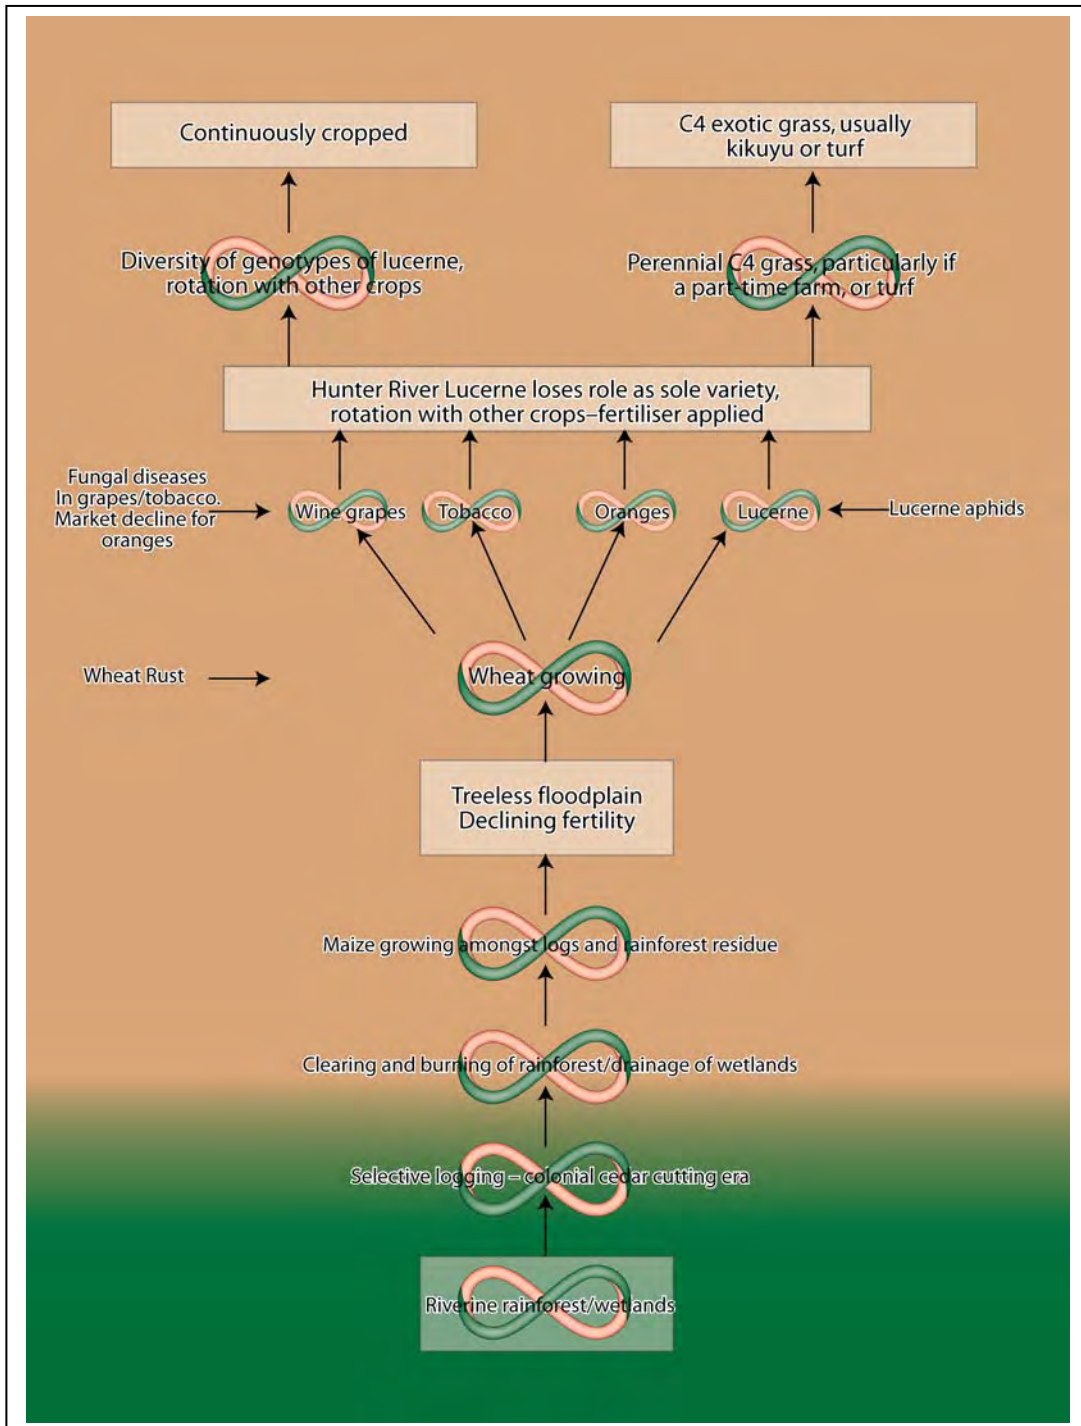 Continuously cropped
C4 exotic grass, usually
kikuyu or turf
Diversity of genotypes of lucerne,
rotation with other crops
Perennial C4 grass, particularly if
a part-time farm, or turf
Hunter River Lucerne loses role as sole variety,
rotation with other crops–fertiliser applied
Fungal diseases
In grapes/tobacco.
Market decline for
oranges
Wine grapes
Tobacco
Oranges
Lucerne
Lucerne aphids
Wheat Rust
Wheat growing
Treeless floodplain
Declining fertility
Maize growing amongst logs and rainforest residue
Clearing and burning of rainforest/drainage of wetlands
Selective logging – colonial cedar cutting era
Riverine rainforest/wetlands